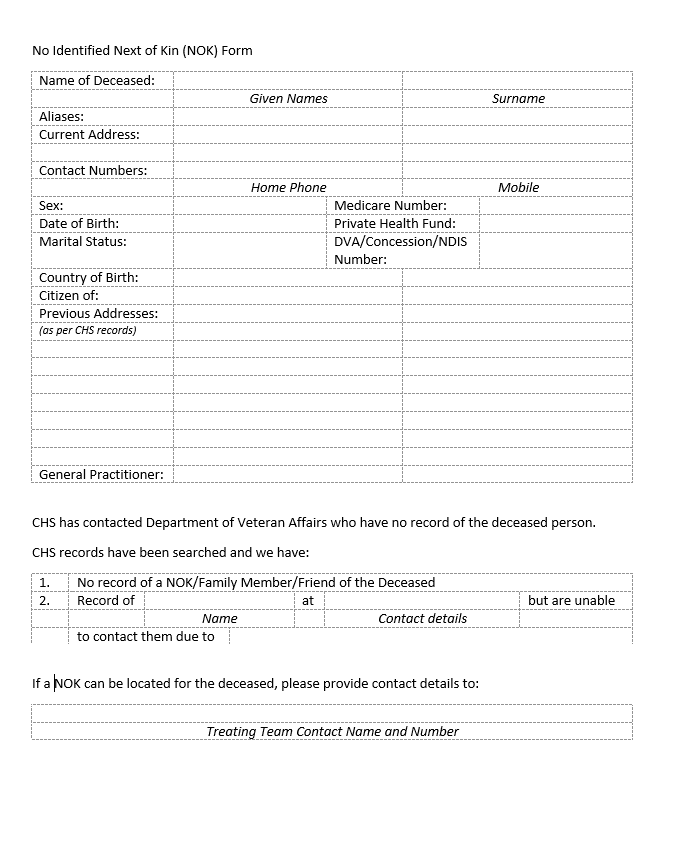 No Identified Next of Kin (NOK) Form
Name of Deceased:
Given Names Surname
Aliases:
Current Address:
Contact Numbers:
Home Phone Mobile
Sex: Medicare Number:
Date of Birth: Private Health Fund:
Marital Status: DVA/Concession/NDIS
Number:
Country of Birth:
Citizen of:
Previous Addresses:
(as per CHS records)
General Practitioner:
CHS has contacted Department of Veteran Affairs who have no record of the deceased person.
CHS records have been searched and we have:
1. No record of a NOK/Family Member/Friend of the Deceased
2. Record of at but are unable
Name Contact details
to contact them due to
If a NOK can be located for the deceased, please provide contact details to:
Treating Team Contact Name and Number